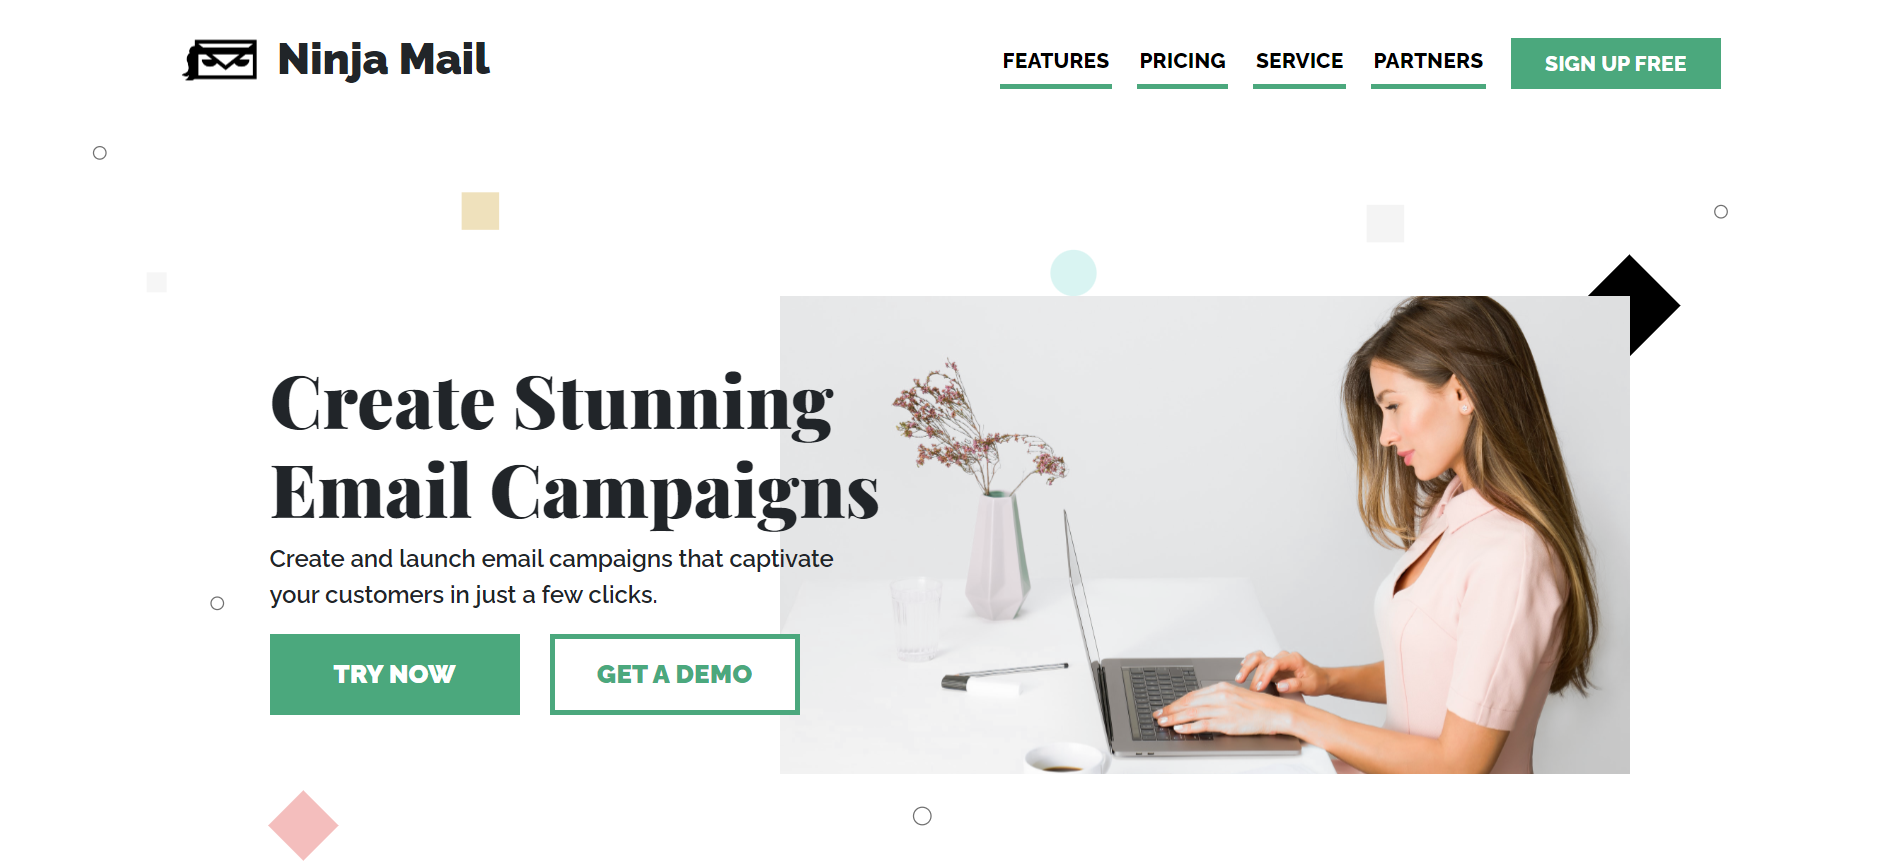 Ninja Mail
FEATURES PRICING SERVICE PARTNERS SIGN UP FREE
Create Stunning
Email Campaigns
Create and launch email campaigns that captivate
your customers in just a few clicks.
TRY NOW GET A DEMO